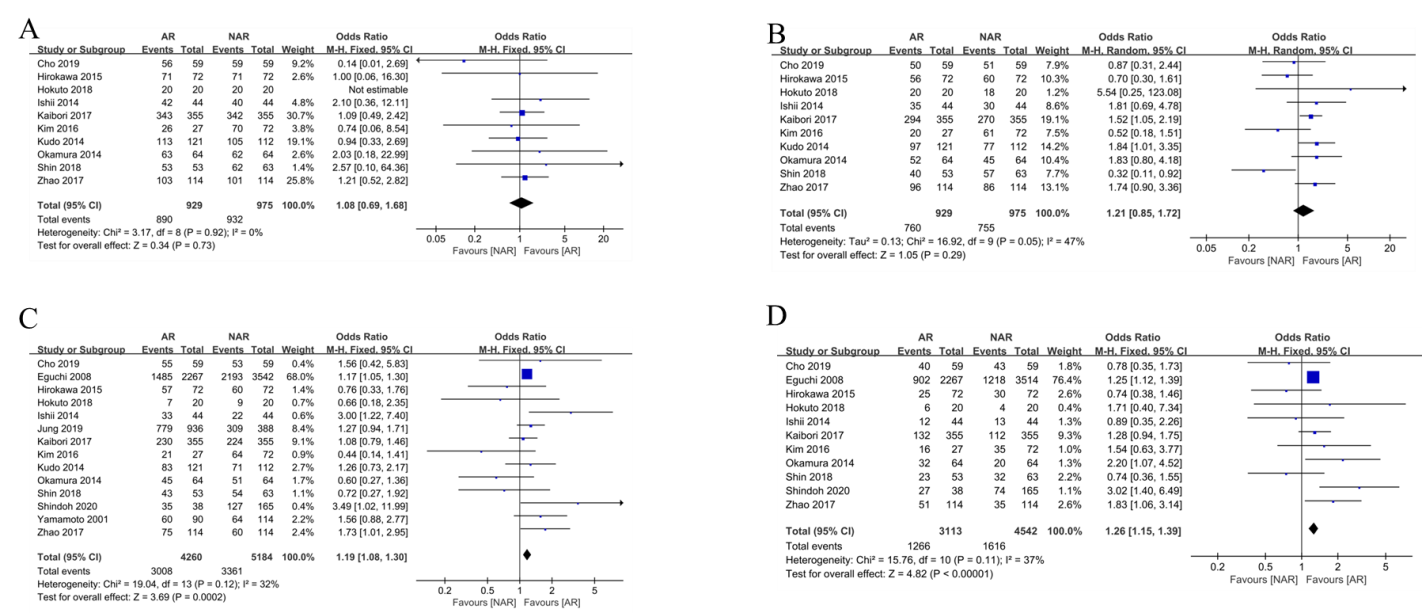 A
AR NAR Odds Ratio Odds Ratio
Study or Subgroup Events Total Events Total Weight M-H. Fixed. 95% CI M-H. Fixed. 95% CI
Cho 2019 56 59 59 59 9.2% 0.14 [0.01, 2.69]
Hirokawa 2015 71 72 71 72 1.3% 1.00 [0.06, 16.30]
Hokuto 2018 20 20 20 20 Not estimable
Ishii 2014 42 44 40 44 4.8% 2.10 [0.36, 12.11]
Kaibori 2017 343 355 342 355 30.7% 1.09 [0.49, 2.42]
Kim 2016 26 27 70 72 3.8% 0.74 [0.06, 8.54]
Kudo 2014 113 121 105 112 19.1% 0.94 [0.33, 2.69]
Okamura 2014 63 64 62 64 2.6% 2.03 [0.18, 22.99]
Shin 2018 53 53 62 63 1.4% 2.57 [0.10, 64.36]
Zhao 2017 103 114 101 114 25.8% 1.21 [0.52, 2.82]
Total (95% CI) 929 975 100.0% 1.08 [0.69, 1.68]
Total events 890 932
Heterogeneity: Chi² = 3.17, df = 8 (P = 0.92); I² = 0%
Test for overall effect: Z = 0.34 (P = 0.73)
0.05 0.2 1 5 20
Favours [NAR] Favours [AR]
B
AR NAR Odds Ratio Odds Ratio
Study or Subgroup Events Total Events Total Weight M-H. Random. 95% CI M-H. Random. 95% CI
Cho 2019 50 59 51 59 7.9% 0.87 [0.31, 2.44]
Hirokawa 2015 56 72 60 72 10.3% 0.70 [0.30, 1.61]
Hokuto 2018 20 20 18 20 1.2% 5.54 [0.25, 123.08]
Ishii 2014 35 44 30 44 8.6% 1.81 [0.69, 4.78]
Kaibori 2017 294 355 270 355 19.1% 1.52 [1.05, 2.19]
Kim 2016 20 27 61 72 7.6% 0.52 [0.18, 1.51]
Kudo 2014 97 121 77 112 14.2% 1.84 [1.01, 3.35]
Okamura 2014 52 64 45 64 10.4% 1.83 [0.80, 4.18]
Shin 2018 40 53 57 63 7.7% 0.32 [0.11, 0.92]
Zhao 2017 96 114 86 114 13.1% 1.74 [0.90, 3.36]
Total (95% CI) 929 975 100.0% 1.21 [0.85, 1.72]
Total events 760 755
Heterogeneity: Tau² = 0.13; Chi² = 16.92, df = 9 (P = 0.05); I² = 47%
Test for overall effect: Z = 1.05 (P = 0.29)
0.05 0.2 1 5 20
Favours [NAR] Favours [AR]
C
AR NAR Odds Ratio Odds Ratio
Study or Subgroup Events Total Events Total Weight M-H. Fixed. 95% CI M-H. Fixed. 95% CI
Cho 2019 55 59 53 59 0.4% 1.56 [0.42, 5.83]
Eguchi 2008 1485 2267 2193 3542 68.0% 1.17 [1.05, 1.30]
Hirokawa 2015 57 72 60 72 1.4% 0.76 [0.33, 1.76]
Hokuto 2018 7 20 9 20 0.7% 0.66 [0.18, 2.35]
Ishii 2014 33 44 22 44 0.6% 3.00 [1.22, 7.40]
Jung 2019 779 936 309 388 8.4% 1.27 [0.94, 1.71]
Kaibori 2017 230 355 224 355 9.1% 1.08 [0.79, 1.46]
Kim 2016 21 27 64 72 0.9% 0.44 [0.14, 1.41]
Kudo 2014 83 121 71 112 2.7% 1.26 [0.73, 2.17]
Okamura 2014 45 64 51 64 1.7% 0.60 [0.27, 1.36]
Shin 2018 43 53 54 63 1.1% 0.72 [0.27, 1.92]
Shindoh 2020 35 38 127 165 0.4% 3.49 [1.02, 11.99]
Yamamoto 2001 60 90 64 114 2.2% 1.56 [0.88, 2.77]
Zhao 2017 75 114 60 114 2.4% 1.73 [1.01, 2.95]
Total (95% CI) 4260 5184 100.0% 1.19 [1.08, 1.30]
Total events 3008 3361
Heterogeneity: Chi² = 19.04, df = 13 (P = 0.12); I² = 32%
Test for overall effect: Z = 3.69 (P = 0.0002)
0.2 0.5 1 2 5
Favours [NAR] Favours [AR]
D
AR NAR Odds Ratio Odds Ratio
Study or Subgroup Events Total Events Total Weight M-H. Fixed. 95% CI M-H. Fixed. 95% CI
Cho 2019 40 59 43 59 1.8% 0.78 [0.35, 1.73]
Eguchi 2008 902 2267 1218 3514 76.4% 1.25 [1.12, 1.39]
Hirokawa 2015 25 72 30 72 2.5% 0.74 [0.38, 1.46]
Hokuto 2018 6 20 4 20 0.4% 1.71 [0.40, 7.34]
Ishii 2014 12 44 13 44 1.2% 0.89 [0.35, 2.26]
Kaibori 2017 132 355 112 355 9.1% 1.28 [0.94, 1.75]
Kim 2016 16 27 35 72 1.0% 1.54 [0.63, 3.77]
Okamura 2014 32 64 20 64 1.3% 2.20 [1.07, 4.52]
Shin 2018 23 53 32 63 2.1% 0.74 [0.36, 1.55]
Shindoh 2020 27 38 74 165 1.0% 3.02 [1.40, 6.49]
Zhao 2017 51 114 35 114 2.5% 1.83 [1.06, 3.14]
Total (95% CI) 3113 4542 100.0% 1.26 [1.15, 1.39]
Total events 1266 1616
Heterogeneity: Chi² = 15.76, df = 10 (P = 0.11); I² = 37%
Test for overall effect: Z = 4.82 (P < 0.00001)
0.2 0.5 1 2 5
Favours [NAR] Favours [AR]